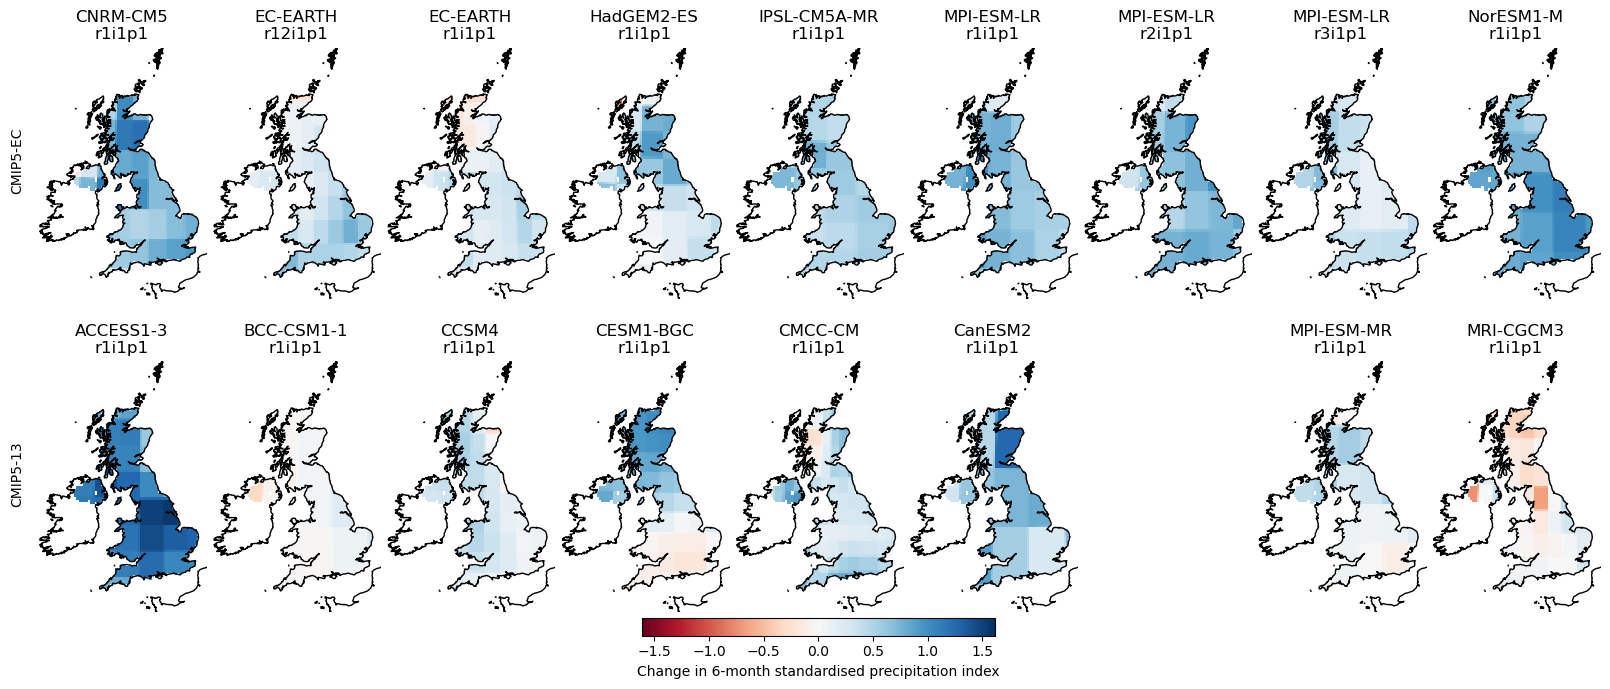 CNRM-CM5
r1i1p1
EC-EARTH
r12i1p1
EC-EARTH
r1i1p1
HadGEM2-ES
r1i1p1
IPSL-CM5A-MR
r1i1p1
MPI-ESM-LR
r1i1p1
MPI-ESM-LR
r2i1p1
MPI-ESM-LR
r3i1p1
NorESM1-M
r1i1p1
CMIP5-EC
ACCESS1-3
r1i1p1
BCC-CSM1-1
r1i1p1
CCSM4
r1i1p1
CESM1-BGC
r1i1p1
CMCC-CM
r1i1p1
CanESM2
r1i1p1
MPI-ESM-MR
r1i1p1
MRI-CGCM3
r1i1p1
CMIP5-13
−1.5 −1.0 −0.5 0.0 0.5 1.0 1.5
Change in 6-month standardised precipitation index